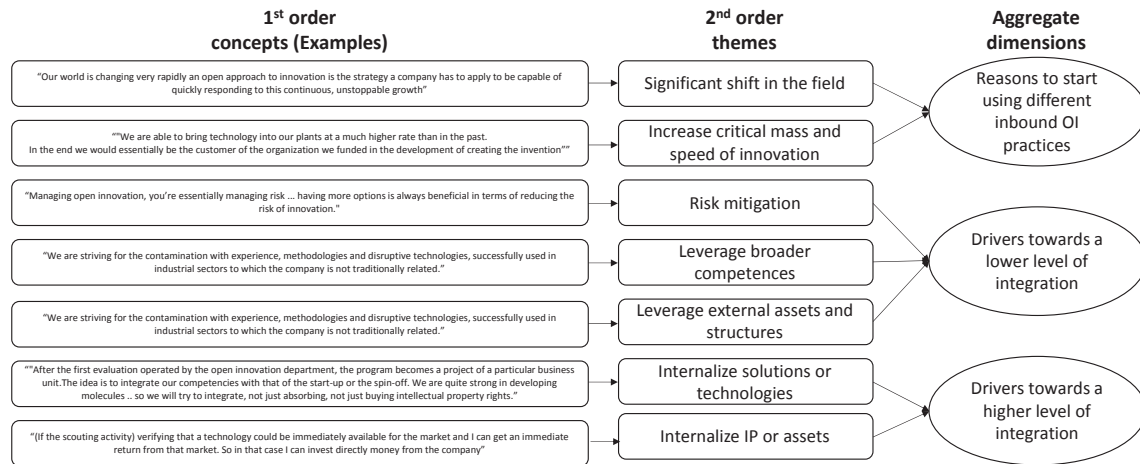 1st order
concepts (Examples)
2nd order
themes
Aggregate
dimensions
“Our world is changing very rapidly an open approach to innovation is the strategy a company has to apply to be capable of
quickly responding to this continuous, unstoppable growth”
Significant shift in the field
Reasons to start
using different
inbound OI
practices
“"We are able to bring technology into our plants at a much higher rate than in the past.
In the end we would essentially be the customer of the organization we funded in the development of creating the invention”"
Increase critical mass and
speed of innovation
“Managing open innovation, you’re essentially managing risk ... having more options is always beneficial in terms of reducing the
risk of innovation."
Risk mitigation
“We are striving for the contamination with experience, methodologies and disruptive technologies, successfully used in
industrial sectors to which the company is not traditionally related.”
Leverage broader
competences
Drivers towards a
lower level of
integration
“We are striving for the contamination with experience, methodologies and disruptive technologies, successfully used in
industrial sectors to which the company is not traditionally related.”
Leverage external assets and
structures
“"After the first evaluation operated by the open innovation department, the program becomes a project of a particular business
unit.The idea is to integrate our competencies with that of the start-up or the spin-off. We are quite strong in developing
molecules .. so we will try to integrate, not just absorbing, not just buying intellectual property rights.”
Internalize solutions or
technologies
Drivers towards a
higher level of
integration
“(If the scouting activity) verifying that a technology could be immediately available for the market and I can get an immediate
return from that market. So in that case I can invest directly money from the company”
Internalize IP or assets